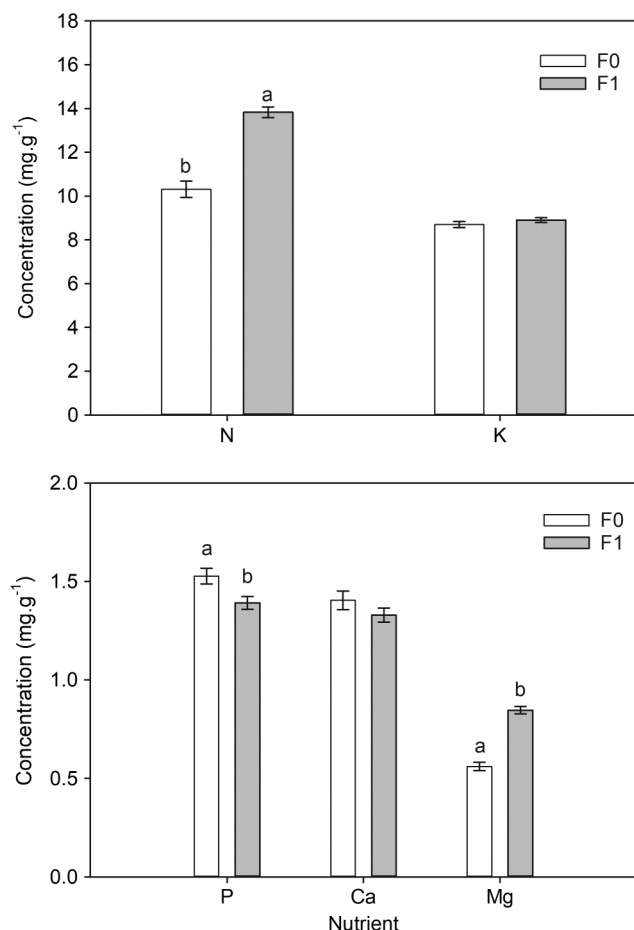 18
16
14
12
10
8
6
4
2
0
Concentration (mg.g⁻¹)
F0
F1
b
a
N
K
2.0
1.5
1.0
0.5
0.0
Concentration (mg.g⁻¹)
F0
F1
a
b
a
b
P
Ca
Mg
Nutrient